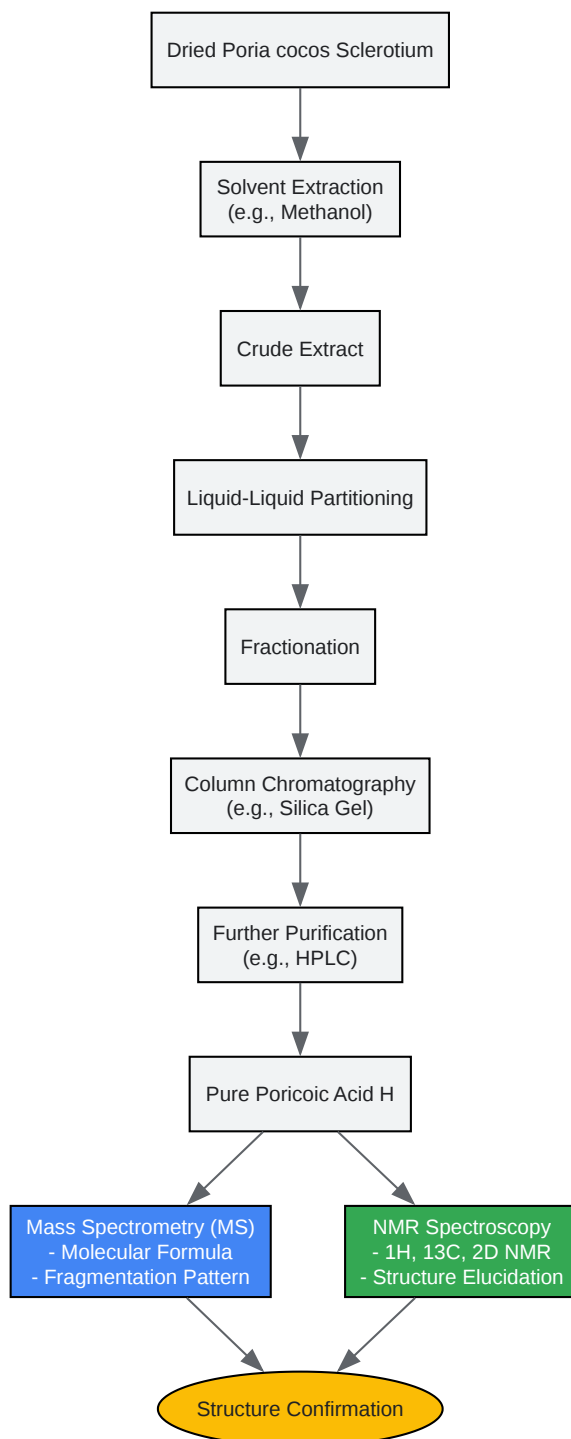 Dried Poria cocos Sclerotium
Solvent Extraction
(e.g., Methanol)
Crude Extract
Liquid-Liquid Partitioning
Fractionation
Column Chromatography
(e.g., Silica Gel)
Further Purification
(e.g., HPLC)
Pure Poricoic Acid H
Mass Spectrometry (MS)
- Molecular Formula
- Fragmentation Pattern
NMR Spectroscopy
- 1H, 13C, 2D NMR
- Structure Elucidation
Structure Confirmation